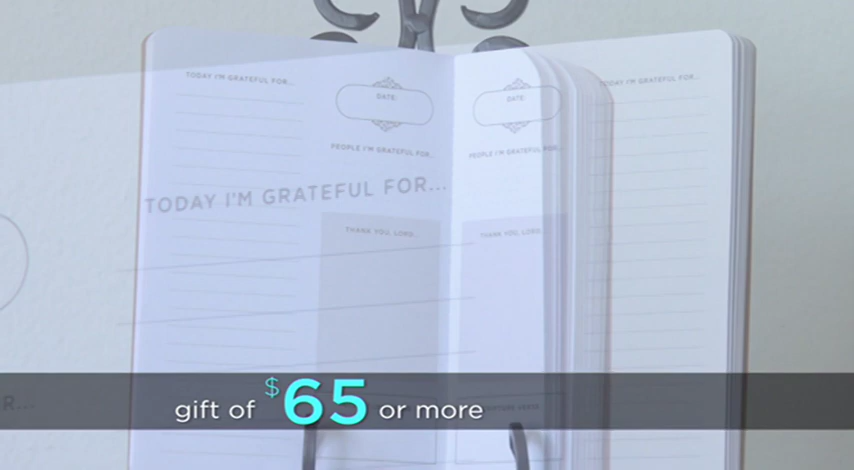 TODAY I'M GRATEFUL FOR...
DATE:
PEOPLE I'M GRATEFUL FOR...
THANK YOU, LORD...
DATE:
PEOPLE I'M GRATEFUL FOR...
THANK YOU, LORD...
TODAY I'M GRATEFUL FOR...
TODAY I'M GRATEFUL FOR...
R...
gift of $65 or more